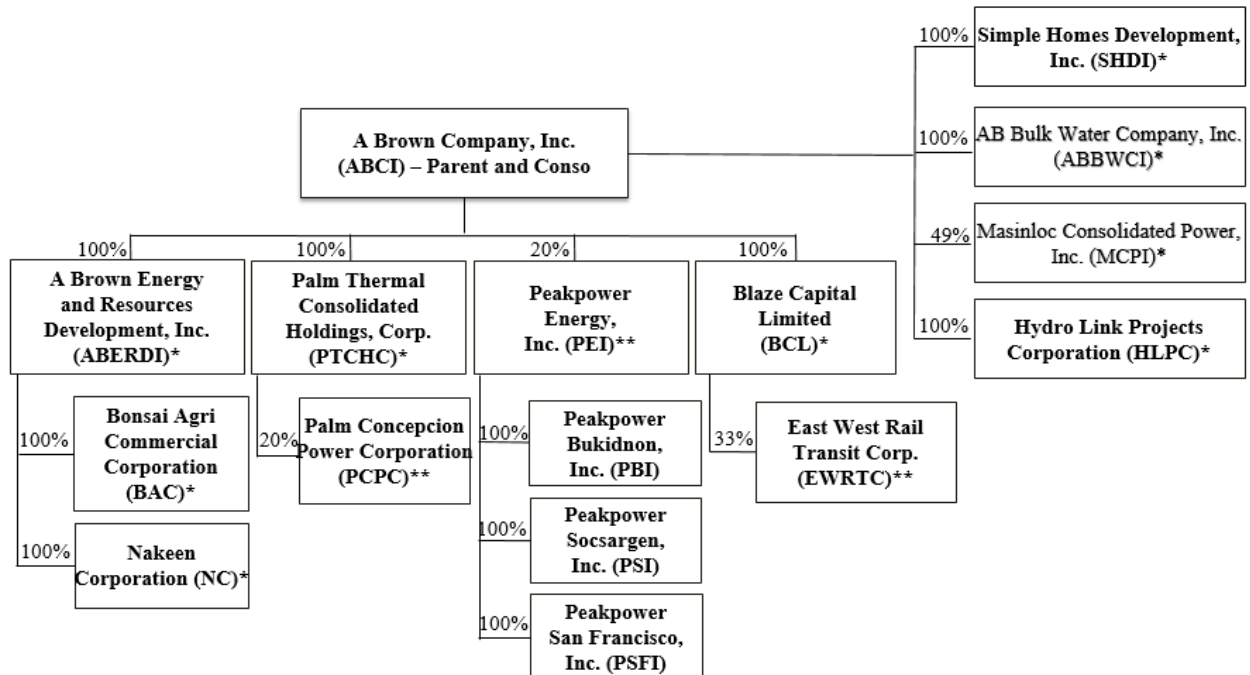 100%
Simple Homes Development,
Inc. (SHDI)*
A Brown Company, Inc.
(ABCI) – Parent and Conso
100%
AB Bulk Water Company, Inc.
(ABBWCI)*
49%
Masinloc Consolidated Power,
Inc. (MCPI)*
100%
Hydro Link Projects
Corporation (HLPC)*
100%
A Brown Energy
and Resources
Development, Inc.
(ABERDI)*
100%
Palm Thermal
Consolidated
Holdings, Corp.
(PTCHC)*
20%
Peakpower
Energy,
Inc. (PEI)**
100%
Blaze Capital
Limited
(BCL)*
100%
Bonsai Agri
Commercial
Corporation
(BAC)*
20%
Palm Concepcion
Power Corporation
(PCPC)**
100%
Peakpower
Bukidnon,
Inc. (PBI)
33%
East West Rail
Transit Corp.
(EWRTC)**
100%
Nakeen
Corporation (NC)*
100%
Peakpower
Socsargen,
Inc. (PSI)
100%
Peakpower
San Francisco,
Inc. (PSFI)